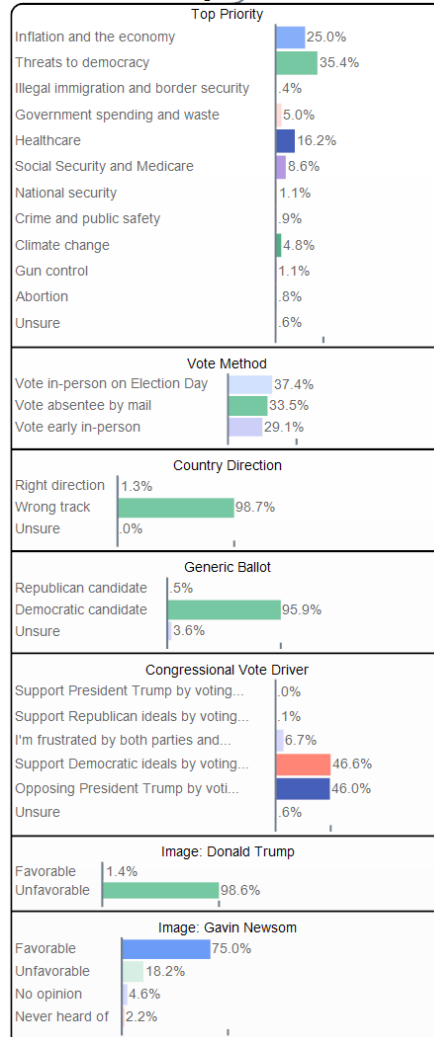 Top Priority
Inflation and the economy 25.0%
Threats to democracy 35.4%
Illegal immigration and border security .4%
Government spending and waste 5.0%
Healthcare 16.2%
Social Security and Medicare 8.6%
National security 1.1%
Crime and public safety .9%
Climate change 4.8%
Gun control 1.1%
Abortion .8%
Unsure .6%
Vote Method
Vote in-person on Election Day 37.4%
Vote absentee by mail 33.5%
Vote early in-person 29.1%
Country Direction
Right direction 1.3%
Wrong track 98.7%
Unsure .0%
Generic Ballot
Republican candidate .5%
Democratic candidate 95.9%
Unsure 3.6%
Congressional Vote Driver
Support President Trump by voting... .0%
Support Republican ideals by voting... .1%
I'm frustrated by both parties and... 6.7%
Support Democratic ideals by voting... 46.6%
Opposing President Trump by voti... 46.0%
Unsure .6%
Image: Donald Trump
Favorable 1.4%
Unfavorable 98.6%
Image: Gavin Newsom
Favorable 75.0%
Unfavorable 18.2%
No opinion 4.6%
Never heard of 2.2%